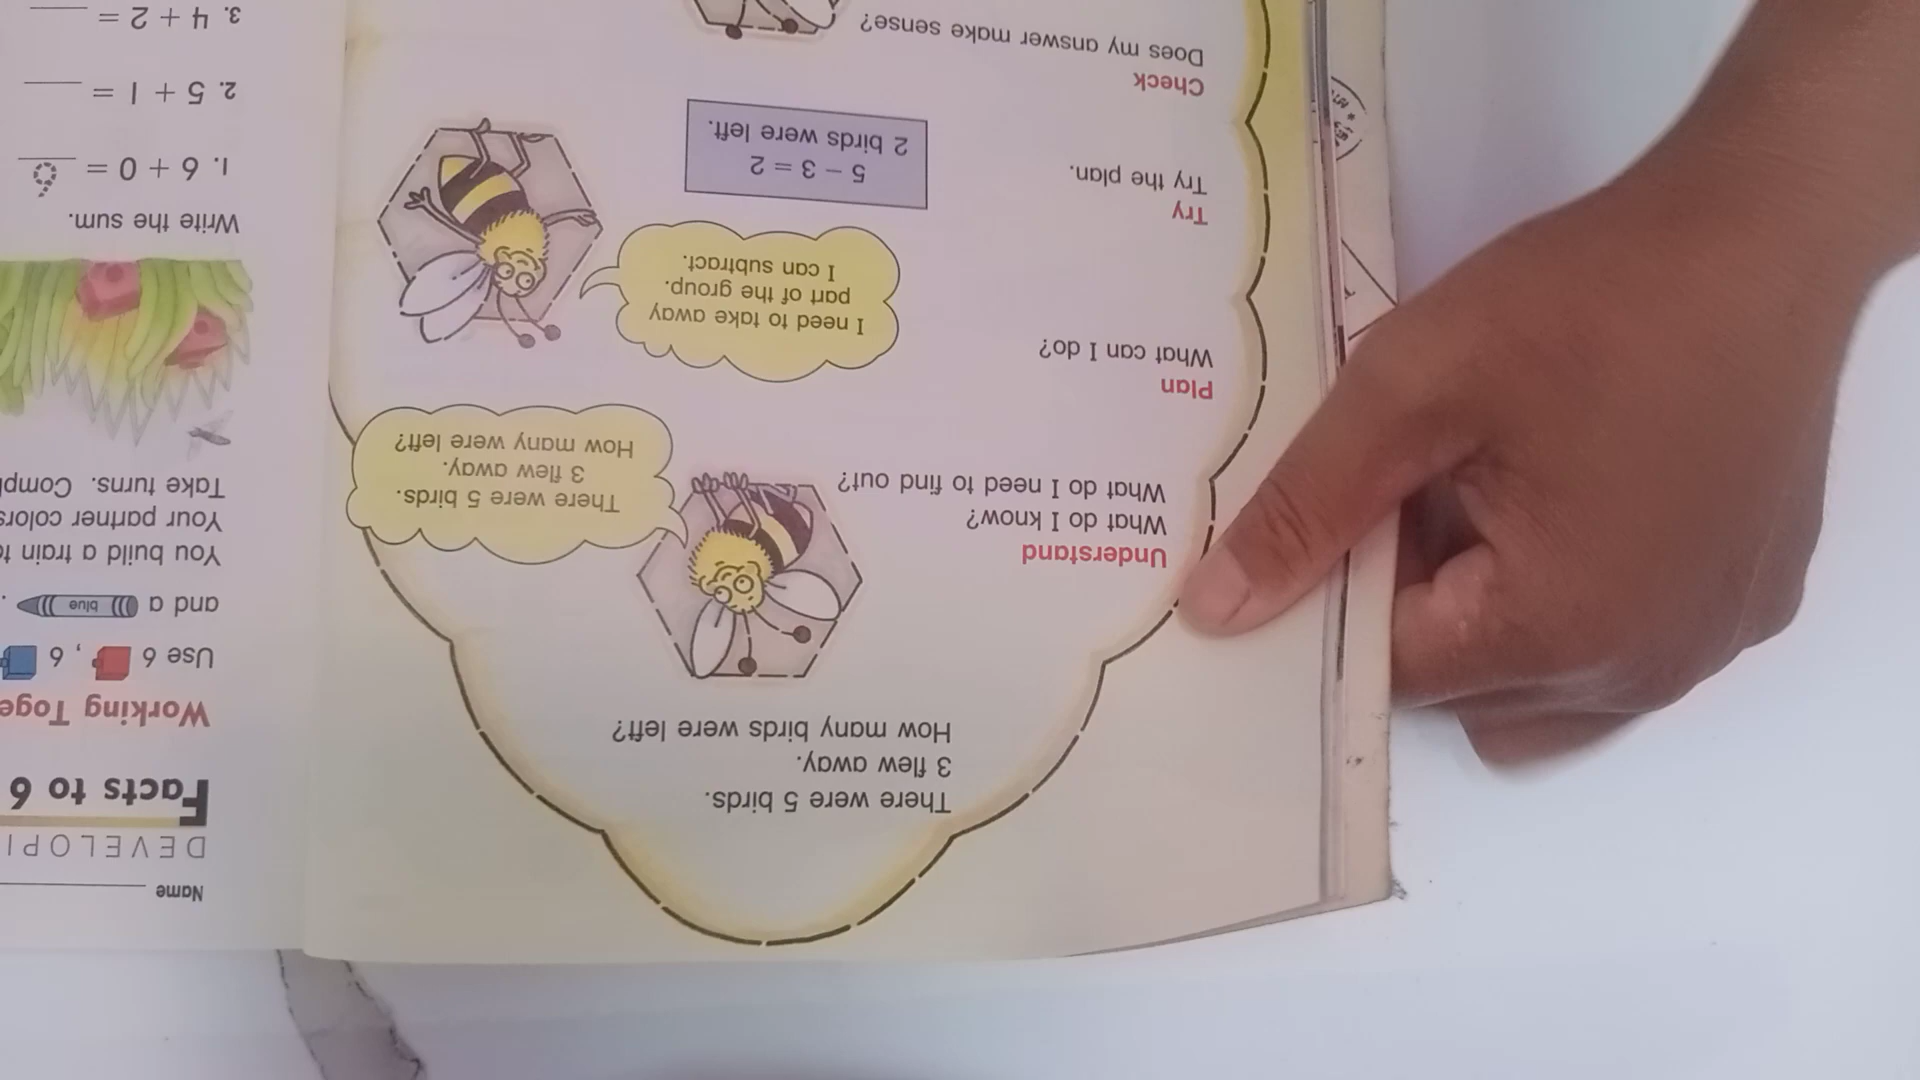 There were 5 birds.
3 flew away.
How many birds were left?
Understand
What do I know?
What do I need to find out?
There were 5 birds.
3 flew away.
How many were left?
Plan
What can I do?
I need to take away
part of the group.
I can subtract.
Try
Try the plan.
5 – 3 = 2
2 birds were left.
Check
Does my answer make sense?
Name
DEVELOPI
Facts to 6
Working Toge
Use 6 , 6
and a blue .
You build a train
Your partner colors
Take turns. Compl
Write the sum.
1. 6 + 0 = 6
2. 5 + 1 =
3. 4 + 2 =